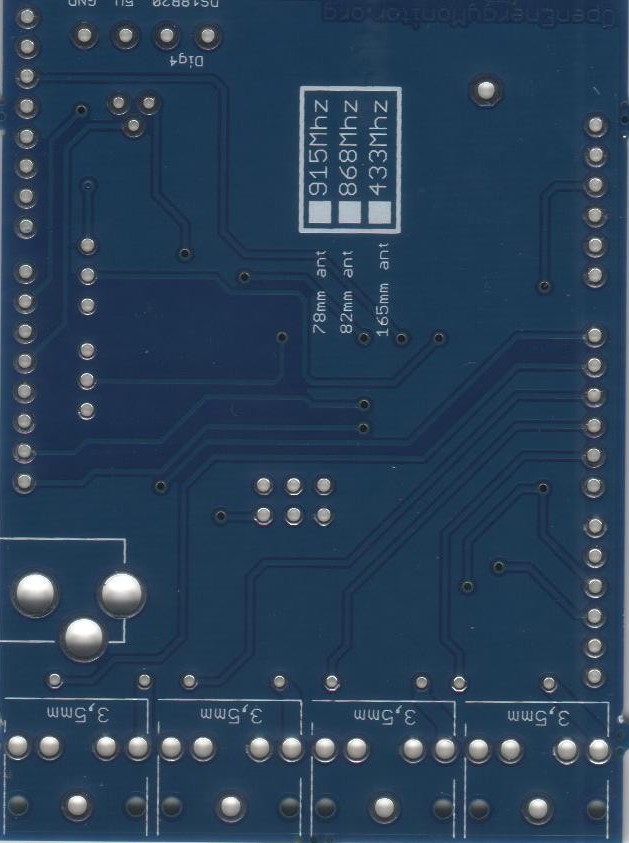 3,5mm
3,5mm
3,5mm
3,5mm
Dig4
DS18B20 5V GND
78mm ant 915Mhz
82mm ant 868Mhz
165mm ant 433Mhz
OpenEnergyMonitor.org